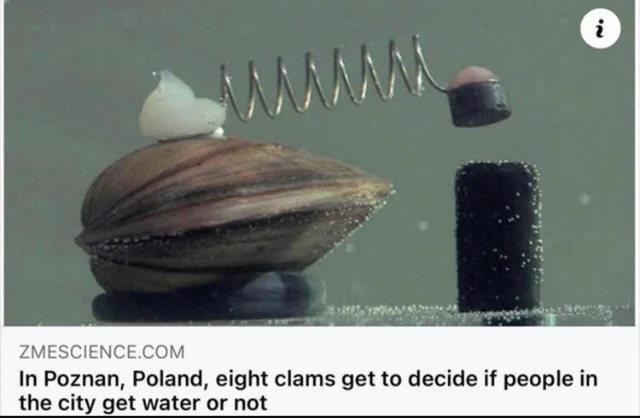 i
ZMESCIENCE.COM
In Poznan, Poland, eight clams get to decide if people in
the city get water or not